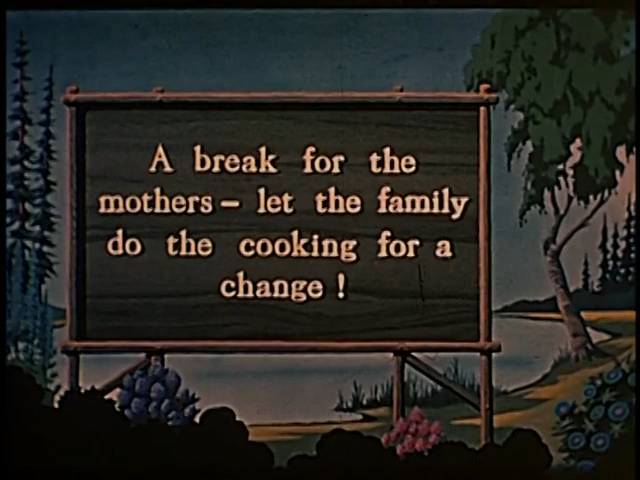 A break for the
mothers – let the family
do the cooking for a
change !